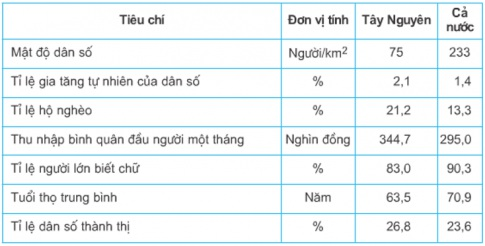 Tiêu chí Đơn vị tính Tây Nguyên Cả nước
Mật độ dân số Người/km2 75 233
Tỉ lệ gia tăng tự nhiên của dân số % 2,1 1,4
Tỉ lệ hộ nghèo % 21,2 13,3
Thu nhập bình quân đầu người một tháng Nghìn đồng 344,7 295,0
Tỉ lệ người lớn biết chữ % 83,0 90,3
Tuổi thọ trung bình Năm 63,5 70,9
Tỉ lệ dân số thành thị % 26,8 23,6